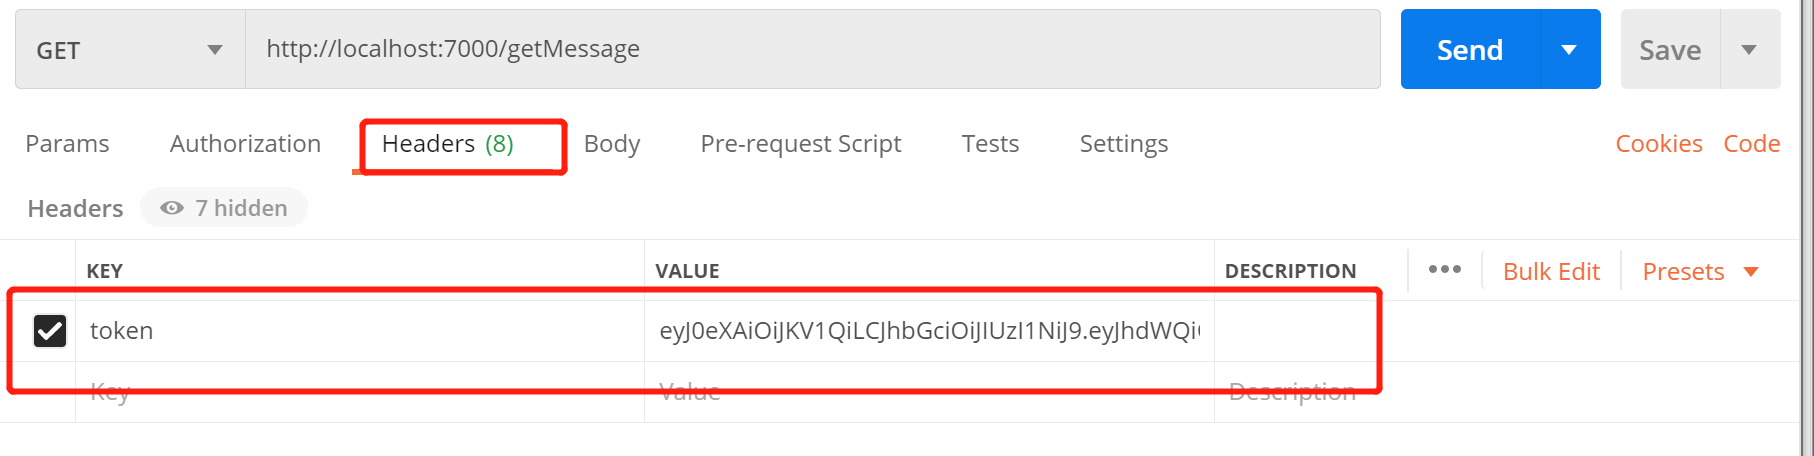 GET http://localhost:7000/getMessage Send Save
Params Authorization Headers (8) Body Pre-request Script Tests Settings Cookies Code
Headers 7 hidden
KEY VALUE DESCRIPTION ••• Bulk Edit Presets
token eyJ0eXAiOiJKV1QiLCJhbGciOiJIUzI1NiJ9.eyJhdWQi
Key Value Description